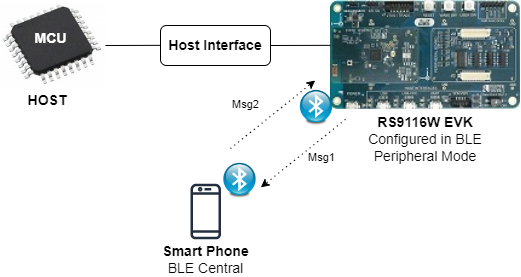 MCU
Host Interface
HOST
RS9116W EVK
Configured in BLE
Peripheral Mode
Msg2
Msg1
Smart Phone
BLE Central